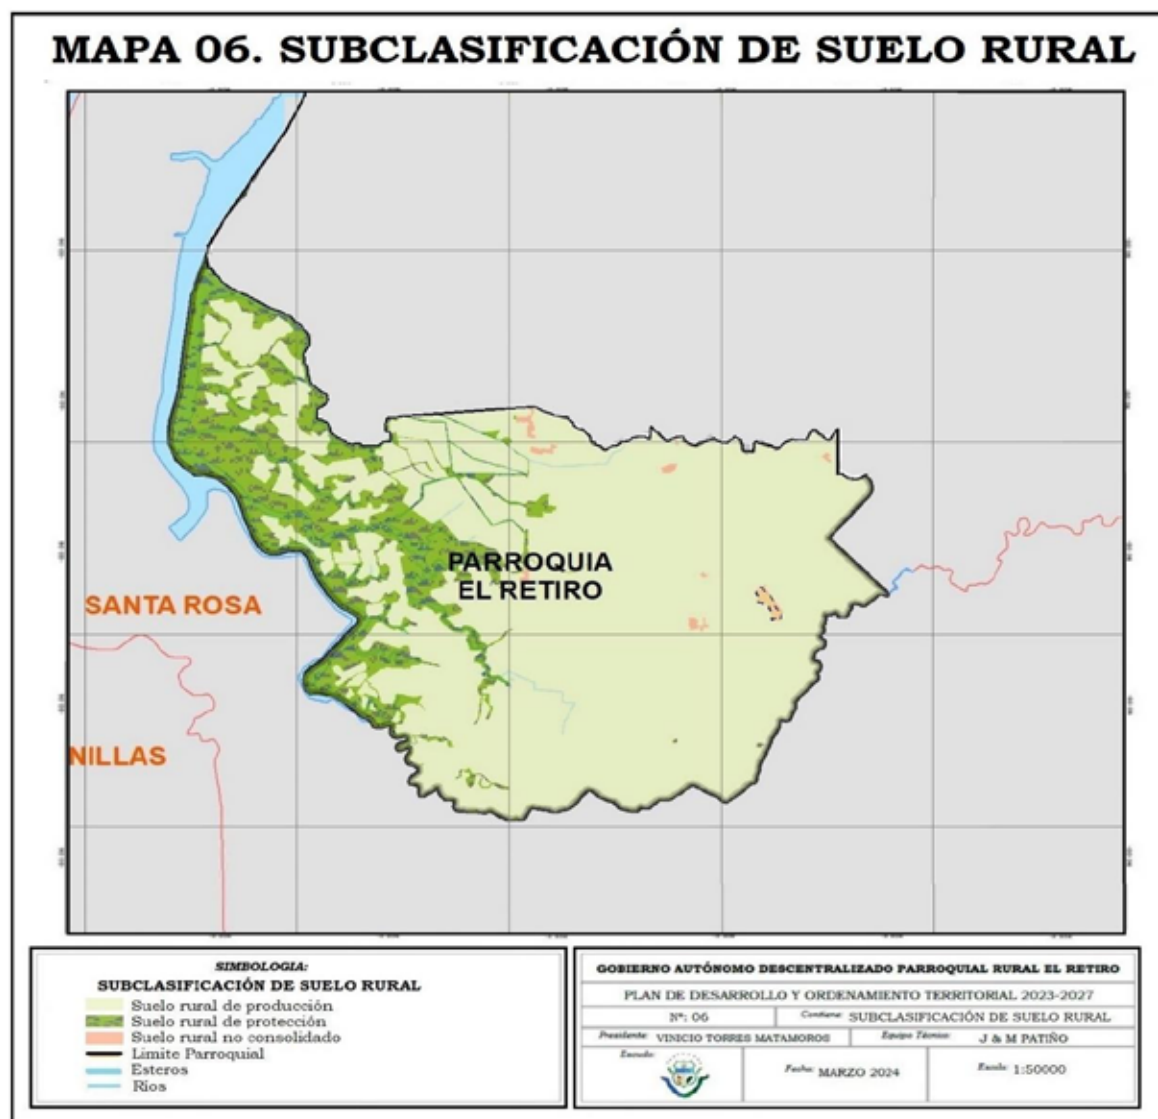 MAPA 06. SUBCLASIFICACIÓN DE SUELO RURAL
PARROQUIA
EL RETIRO
SANTA ROSA
NILLAS
SIMBOLOGIA:
SUBCLASIFICACIÓN DE SUELO RURAL
Suelo rural de producción
Suelo rural de protección
Suelo rural no consolidado
Limite Parroquial
Esteros
Ríos
GOBIERNO AUTÓNOMO DESCENTRALIZADO PARROQUIAL RURAL EL RETIRO
PLAN DE DESARROLLO Y ORDENAMIENTO TERRITORIAL 2023-2027
Nº: 06
Contiene: SUBCLASIFICACIÓN DE SUELO RURAL
Presidente: VINICIO TORRES MATAMOROS
Equipo Técnico: J & M PATIÑO
Escudo:
Fecha: MARZO 2024
Escala: 1:50000